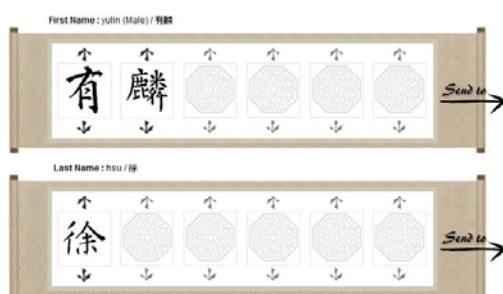 First Name : yulin (Male) / 有麟
有 麟
Send to
Last Name : hsu / 徐
徐
Send to